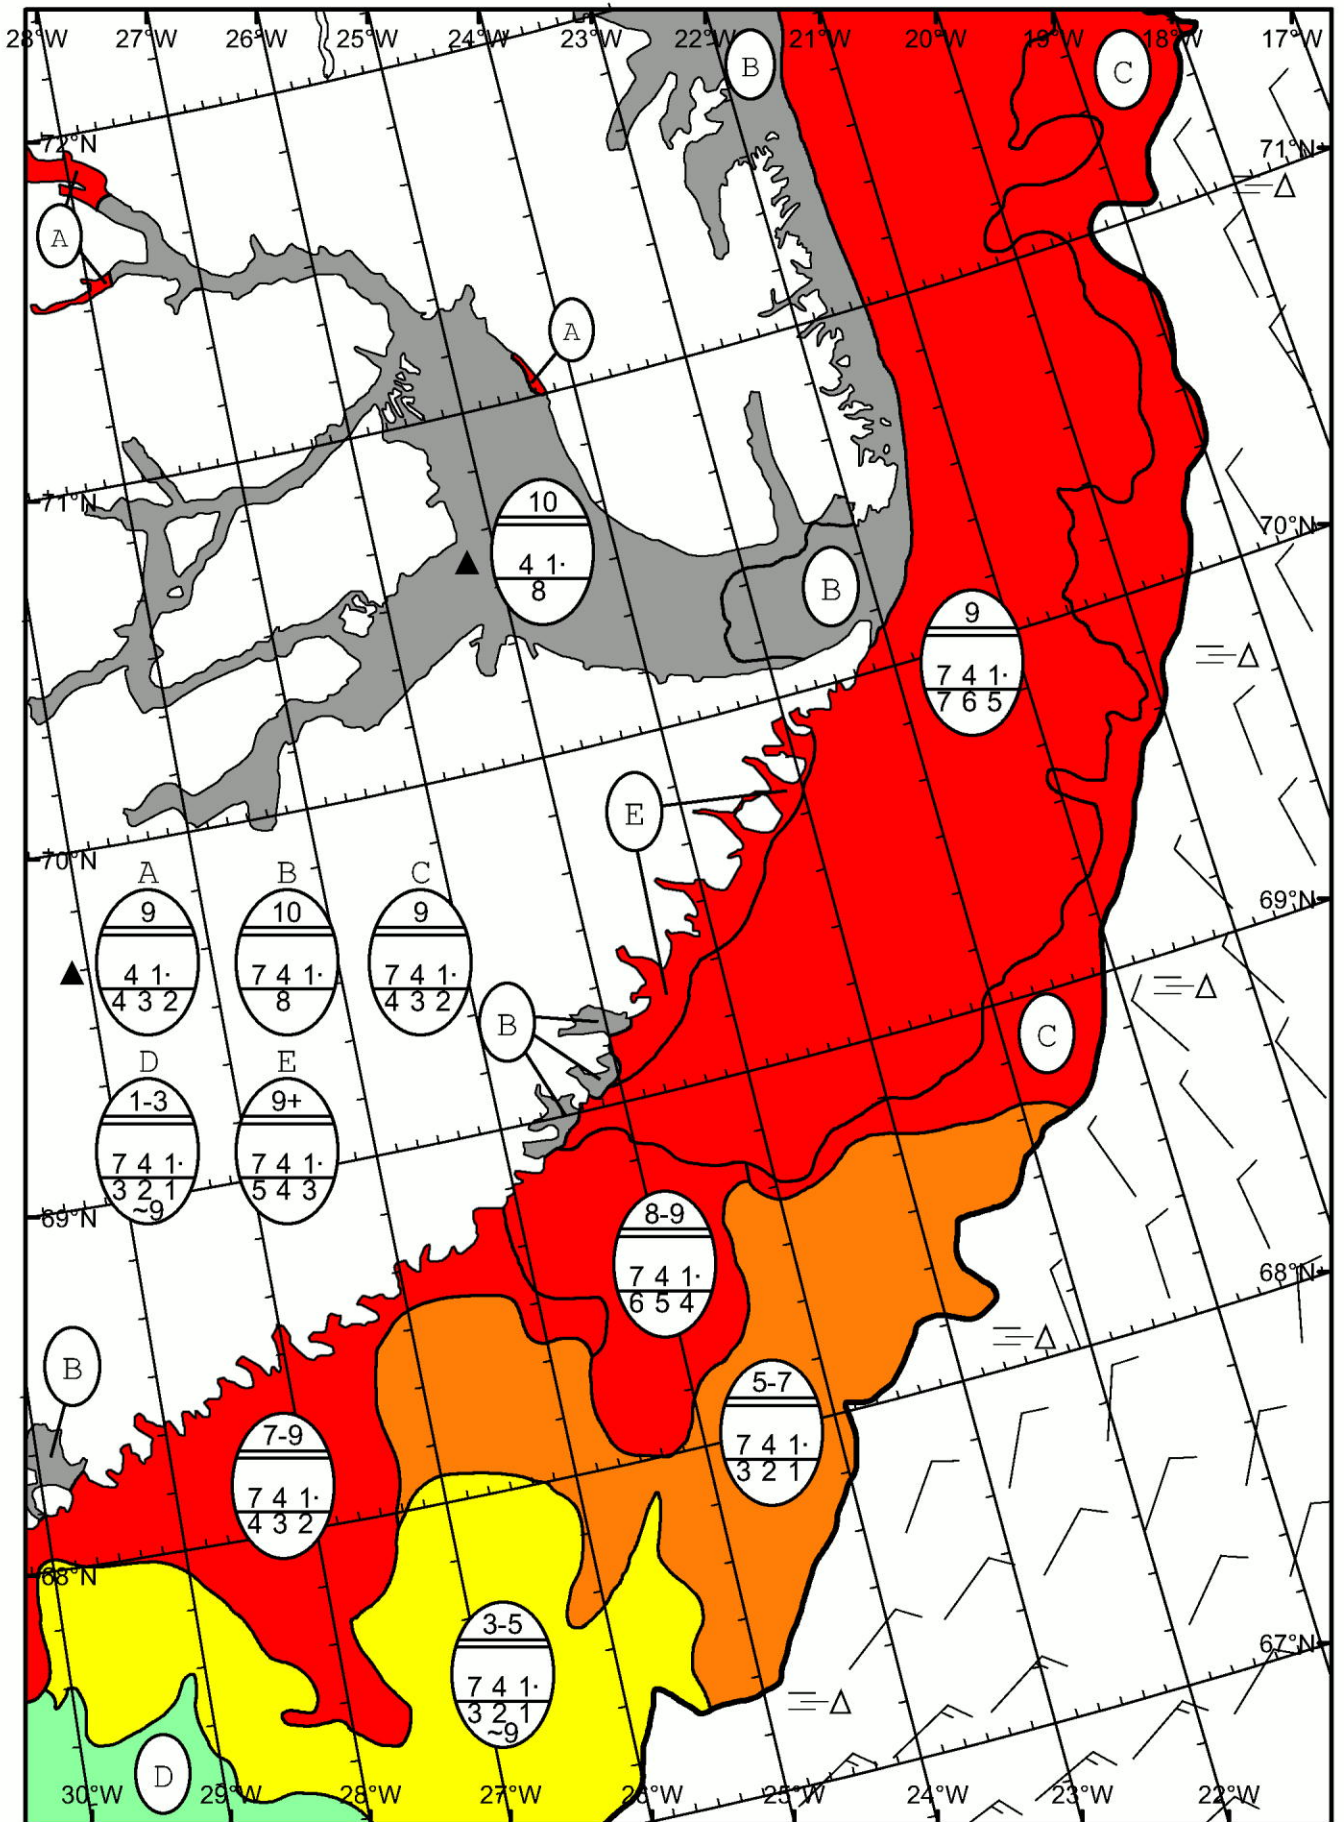 28°W 27°W 26°W 25°W 24°W 23°W 22°W 21°W 20°W 19°W 18°W 17°W
B
C
72°N
71°N
A
A
71°N
10
4 1·
8
70°N
B
9
7 4 1·
7 6 5
E
70°N
A B C
9 10 9
4 1· 7 4 1· 7 4 1·
4 3 2 8 4 3 2
69°N
B
C
D E
1-3 9+
7 4 1· 7 4 1·
3 2 1 5 4 3
~9
69°N
8-9
7 4 1·
6 5 4
68°N
B
5-7
7 4 1·
3 2 1
7-9
7 4 1·
4 3 2
68°N
3-5
7 4 1·
3 2 1
~9
67°N
D
30°W 29°W 28°W 27°W 26°W 25°W 24°W 23°W 22°W